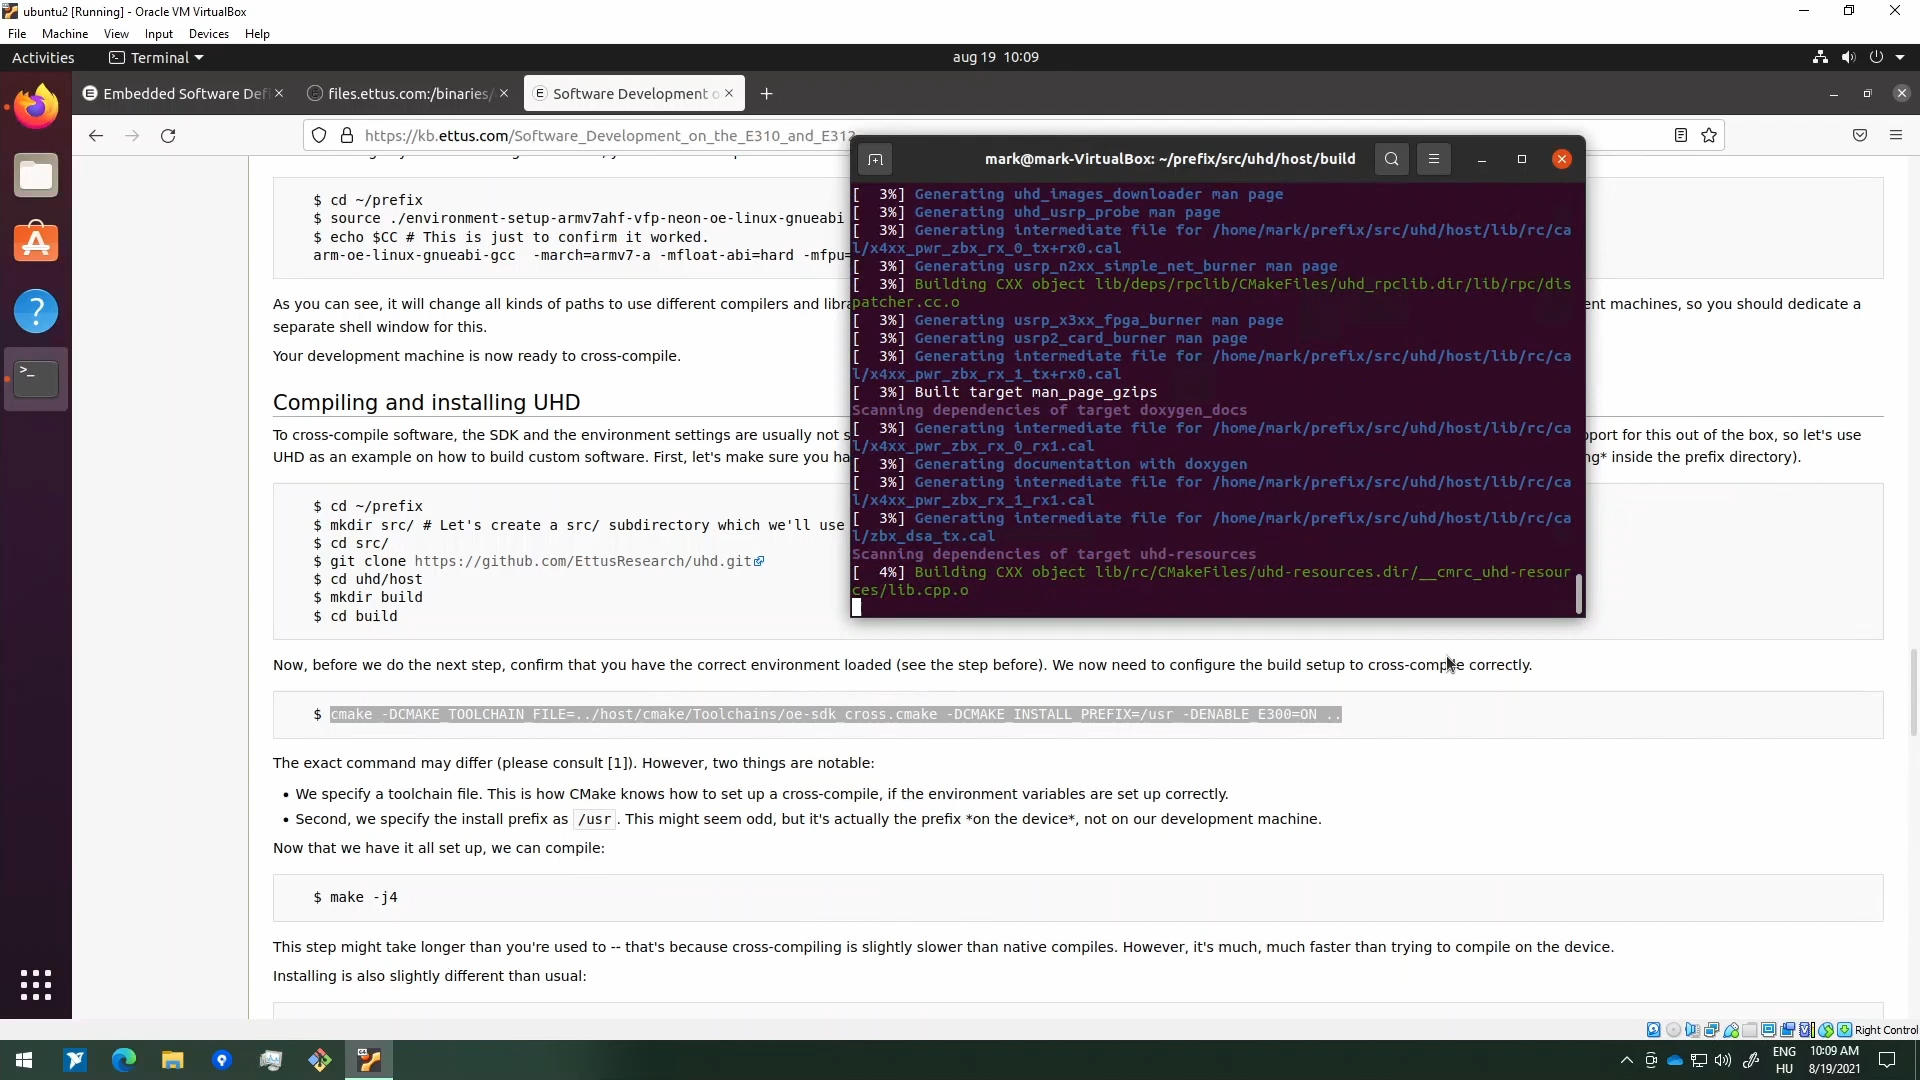 ubuntu2 [Running] - Oracle VM VirtualBox
File Machine View Input Devices Help
Activities Terminal aug 19 10:09
Embedded Software Def
files.ettus.com:/binaries/
Software Development o
https://kb.ettus.com/Software_Development_on_the_E310_and_E312
$ cd ~/prefix
$ source ./environment-setup-armv7ahf-vfp-neon-oe-linux-gnueabi
$ echo $CC # This is just to confirm it worked.
arm-oe-linux-gnueabi-gcc  -march=armv7-a -mfloat-abi=hard -mfpu=
As you can see, it will change all kinds of paths to use different compilers and libra
ent machines, so you should dedicate a
separate shell window for this.
Your development machine is now ready to cross-compile.
Compiling and installing UHD
To cross-compile software, the SDK and the environment settings are usually not s
pport for this out of the box, so let's use
UHD as an example on how to build custom software. First, let's make sure you ha
ng* inside the prefix directory).
$ cd ~/prefix
$ mkdir src/ # Let's create a src/ subdirectory which we'll use
$ cd src/
$ git clone https://github.com/EttusResearch/uhd.git
$ cd uhd/host
$ mkdir build
$ cd build
Now, before we do the next step, confirm that you have the correct environment loaded (see the step before). We now need to configure the build setup to cross-compile correctly.
$ cmake -DCMAKE_TOOLCHAIN_FILE=../host/cmake/Toolchains/oe-sdk_cross.cmake -DCMAKE_INSTALL_PREFIX=/usr -DENABLE_E300=ON ..
The exact command may differ (please consult [1]). However, two things are notable:
• We specify a toolchain file. This is how CMake knows how to set up a cross-compile, if the environment variables are set up correctly.
• Second, we specify the install prefix as /usr . This might seem odd, but it's actually the prefix *on the device*, not on our development machine.
Now that we have it all set up, we can compile:
$ make -j4
This step might take longer than you're used to -- that's because cross-compiling is slightly slower than native compiles. However, it's much, much faster than trying to compile on the device.
Installing is also slightly different than usual:
mark@mark-VirtualBox: ~/prefix/src/uhd/host/build
[  3%] Generating uhd_images_downloader man page
[  3%] Generating uhd_usrp_probe man page
[  3%] Generating intermediate file for /home/mark/prefix/src/uhd/host/lib/rc/ca
l/x4xx_pwr_zbx_rx_0_tx+rx0.cal
[  3%] Generating usrp_n2xx_simple_net_burner man page
[  3%] Building CXX object lib/deps/rpclib/CMakeFiles/uhd_rpclib.dir/lib/rpc/dis
patcher.cc.o
[  3%] Generating usrp_x3xx_fpga_burner man page
[  3%] Generating usrp2_card_burner man page
[  3%] Generating intermediate file for /home/mark/prefix/src/uhd/host/lib/rc/ca
l/x4xx_pwr_zbx_rx_1_tx+rx0.cal
[  3%] Built target man_page_gzips
Scanning dependencies of target doxygen_docs
[  3%] Generating intermediate file for /home/mark/prefix/src/uhd/host/lib/rc/ca
l/x4xx_pwr_zbx_rx_0_rx1.cal
[  3%] Generating documentation with doxygen
[  3%] Generating intermediate file for /home/mark/prefix/src/uhd/host/lib/rc/ca
l/x4xx_pwr_zbx_rx_1_rx1.cal
[  3%] Generating intermediate file for /home/mark/prefix/src/uhd/host/lib/rc/ca
l/zbx_dsa_tx.cal
Scanning dependencies of target uhd-resources
[  4%] Building CXX object lib/rc/CMakeFiles/uhd-resources.dir/__cmrc_uhd-resour
ces/lib.cpp.o
Right Control
ENG 10:09 AM
HU 8/19/2021